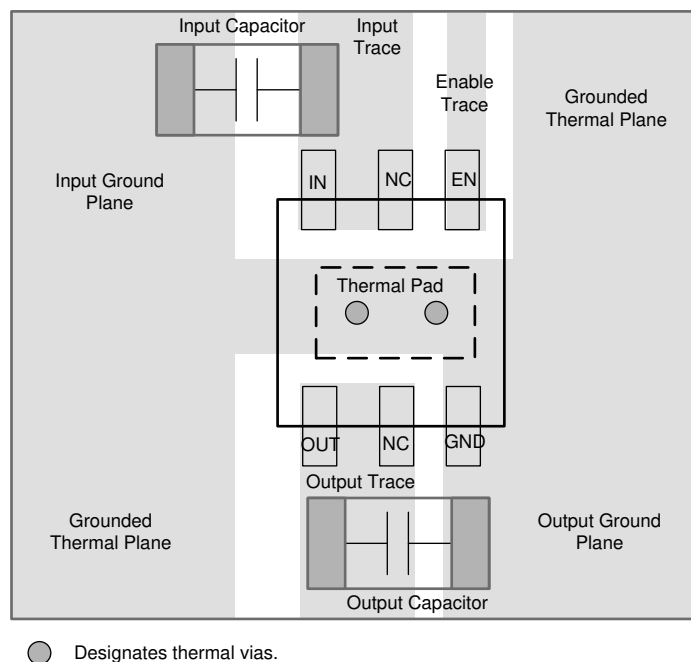 Input Capacitor
Input
Trace
Enable
Trace
Grounded
Thermal Plane
Input Ground
Plane
IN
NC
EN
Thermal Pad
OUT
NC
GND
Output Trace
Grounded
Thermal Plane
Output Ground
Plane
Output Capacitor
Designates thermal vias.